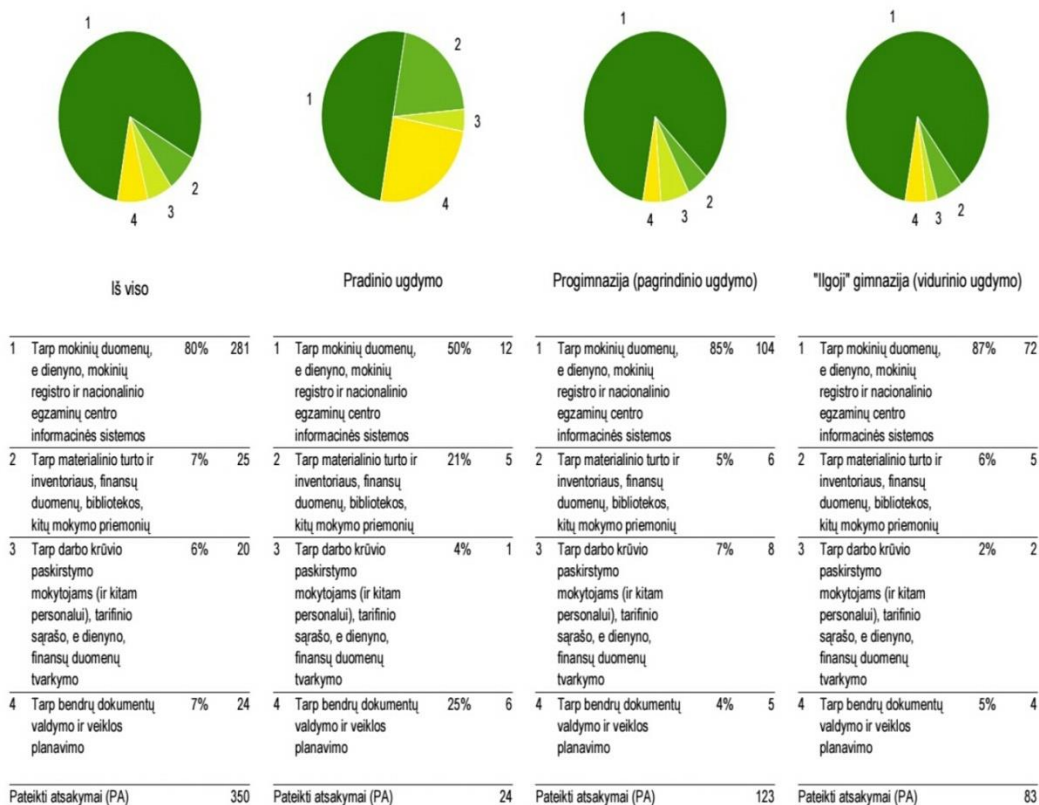 1
2
3
4
Iš viso
1 Tarp mokinių duomenų, 80% 281
e dienyno, mokinių
registro ir nacionalinio
egzaminų centro
informacinės sistemos
2 Tarp materialinio turto ir 7% 25
inventoriaus, finansų
duomenų, bibliotekos,
kitų mokymo priemonių
3 Tarp darbo krūvio 6% 20
paskirstymo
mokytojams (ir kitam
personalui), tarifinio
sąrašo, e dienyno,
finansų duomenų
tvarkymo
4 Tarp bendrų dokumentų 7% 24
valdymo ir veiklos
planavimo
Pateikti atsakymai (PA) 350
1
2
3
4
Pradinio ugdymo
1 Tarp mokinių duomenų, 50% 12
e dienyno, mokinių
registro ir nacionalinio
egzaminų centro
informacinės sistemos
2 Tarp materialinio turto ir 21% 5
inventoriaus, finansų
duomenų, bibliotekos,
kitų mokymo priemonių
3 Tarp darbo krūvio 4% 1
paskirstymo
mokytojams (ir kitam
personalui), tarifinio
sąrašo, e dienyno,
finansų duomenų
tvarkymo
4 Tarp bendrų dokumentų 25% 6
valdymo ir veiklos
planavimo
Pateikti atsakymai (PA) 24
1
2
3
4
Progimnazija (pagrindinio ugdymo)
1 Tarp mokinių duomenų, 85% 104
e dienyno, mokinių
registro ir nacionalinio
egzaminų centro
informacinės sistemos
2 Tarp materialinio turto ir 5% 6
inventoriaus, finansų
duomenų, bibliotekos,
kitų mokymo priemonių
3 Tarp darbo krūvio 7% 8
paskirstymo
mokytojams (ir kitam
personalui), tarifinio
sąrašo, e dienyno,
finansų duomenų
tvarkymo
4 Tarp bendrų dokumentų 4% 5
valdymo ir veiklos
planavimo
Pateikti atsakymai (PA) 123
1
2
3
4
"Ilgoji" gimnazija (vidurinio ugdymo)
1 Tarp mokinių duomenų, 87% 72
e dienyno, mokinių
registro ir nacionalinio
egzaminų centro
informacinės sistemos
2 Tarp materialinio turto ir 6% 5
inventoriaus, finansų
duomenų, bibliotekos,
kitų mokymo priemonių
3 Tarp darbo krūvio 2% 2
paskirstymo
mokytojams (ir kitam
personalui), tarifinio
sąrašo, e dienyno,
finansų duomenų
tvarkymo
4 Tarp bendrų dokumentų 5% 4
valdymo ir veiklos
planavimo
Pateikti atsakymai (PA) 83